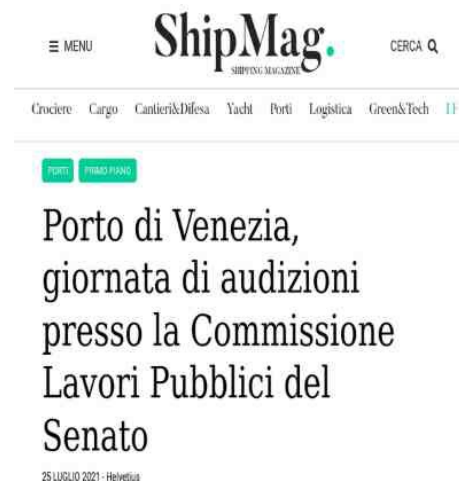 ≡ MENU
ShipMag.
SHIPPING MAGAZINE
CERCA
Crociere Cargo Cantieri&Difesa Yacht Porti Logistica Green&Tech
PORTI PRIMO PIANO
Porto di Venezia,
giornata di audizioni
presso la Commissione
Lavori Pubblici del
Senato
25 LUGLIO 2021 - Helvetius